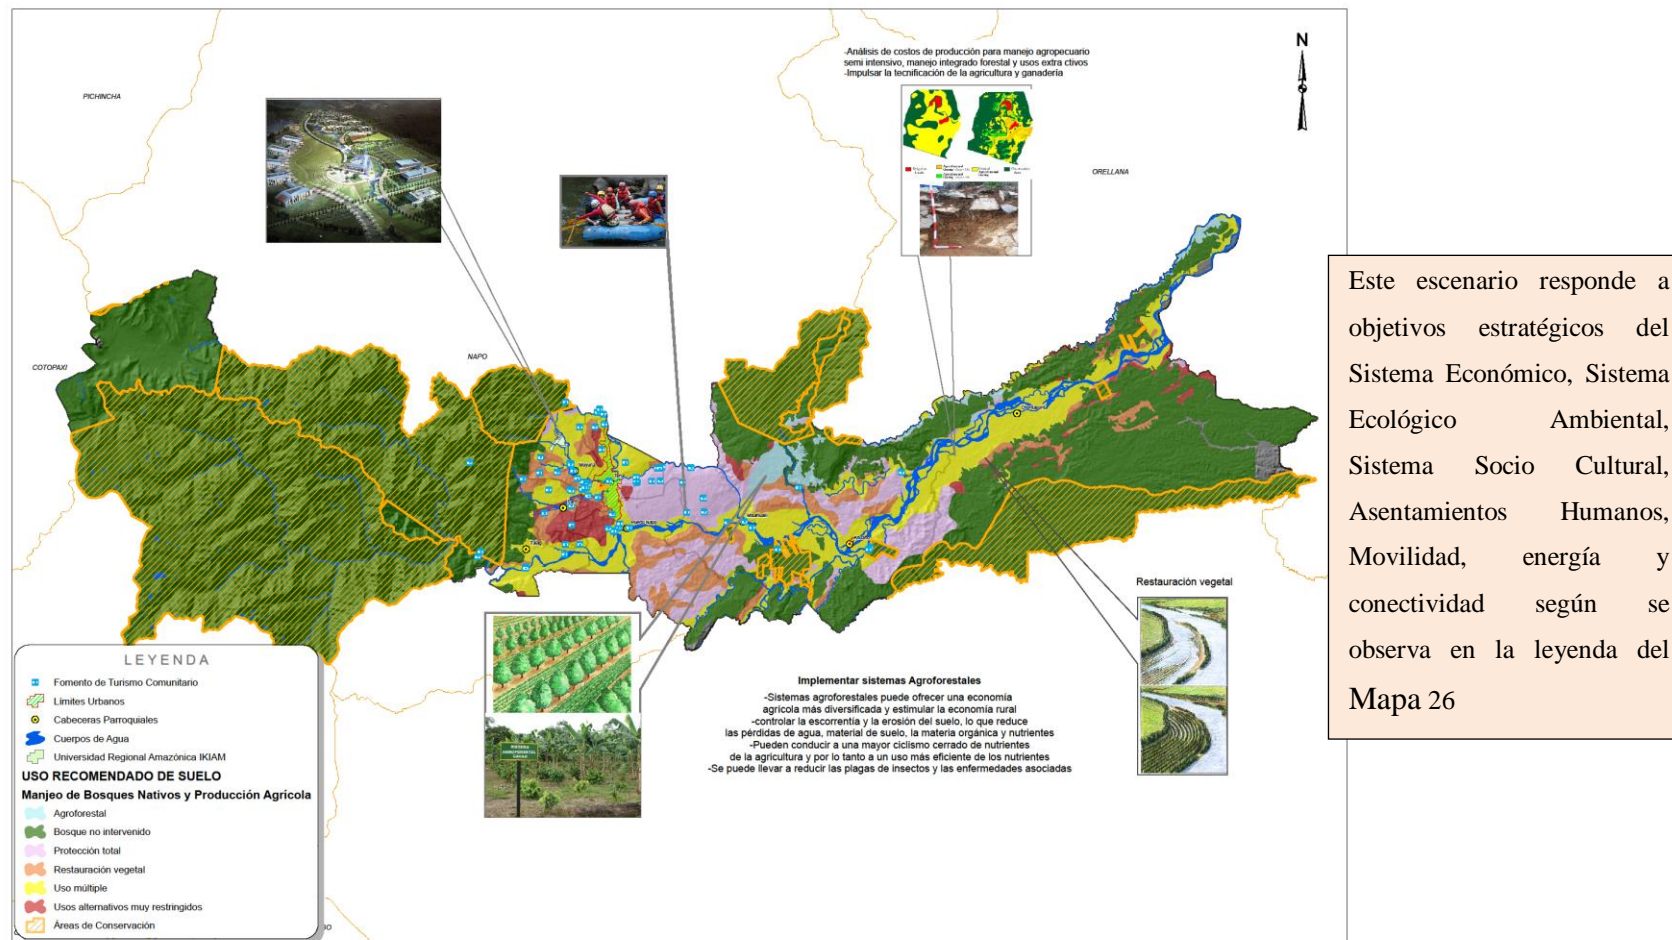 -Análisis de costos de producción para manejo agropecuario
semi intensivo, manejo integrado forestal y usos extra ctivos
-Impulsar la tecnificación de la agricultura y ganadería
N
PICHINCHA
ORELLANA
COTOPAXI
NAPO
Este escenario responde a
objetivos estratégicos del
Sistema Económico, Sistema
Ecológico Ambiental,
Sistema Socio Cultural,
Asentamientos Humanos,
Movilidad, energía y
conectividad según se
observa en la leyenda del
Mapa 26
Restauración vegetal
Implementar sistemas Agroforestales
-Sistemas agroforestales puede ofrecer una economía
agrícola más diversificada y estimular la economía rural
-controlar la escorrentía y la erosión del suelo, lo que reduce
las pérdidas de agua, material de suelo, la materia orgánica y nutrientes
-Pueden conducir a una mayor ciclismo cerrado de nutrientes
de la agricultura y por lo tanto a un uso más eficiente de los nutrientes
-Se puede llevar a reducir las plagas de insectos y las enfermedades asociadas
LEYENDA
Fomento de Turismo Comunitario
Límites Urbanos
Cabeceras Parroquiales
Cuerpos de Agua
Universidad Regional Amazónica IKIAM
USO RECOMENDADO DE SUELO
Manjeo de Bosques Nativos y Producción Agrícola
Agroforestal
Bosque no intervenido
Protección total
Restauración vegetal
Uso múltiple
Usos alternativos muy restringidos
Áreas de Conservación